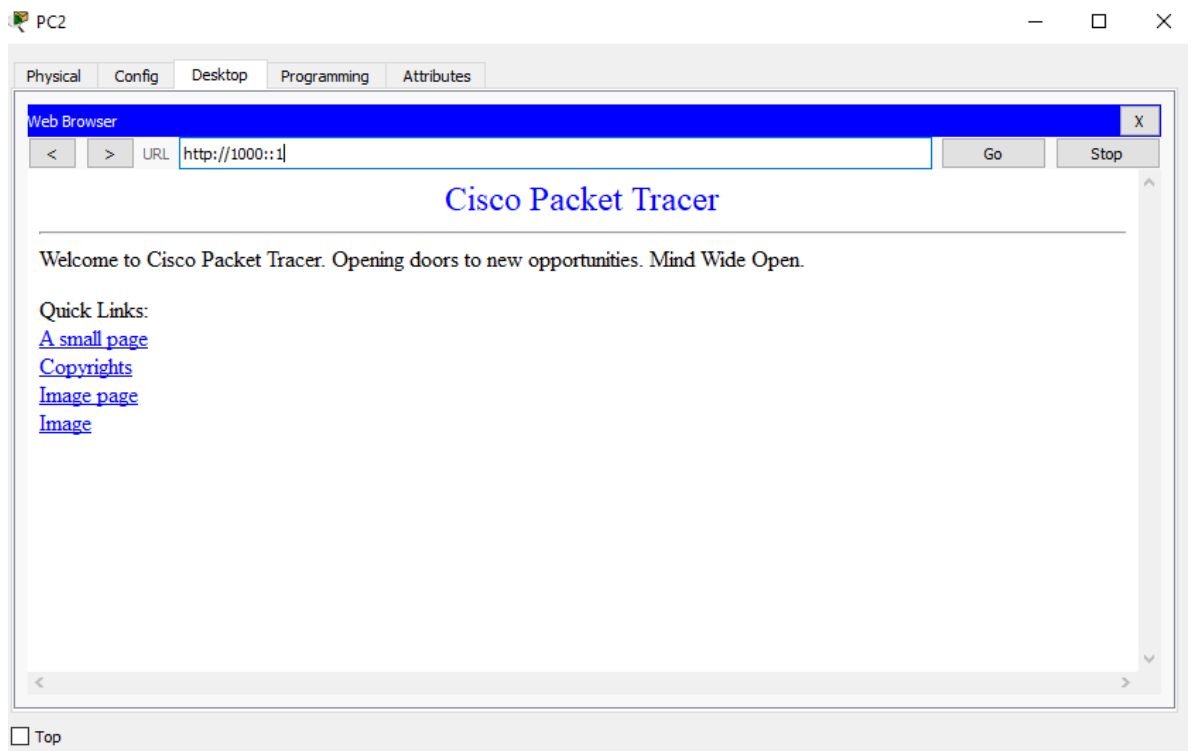 PC2
Physical Config Desktop Programming Attributes
Web Browser X
< > URL http://1000::1 Go Stop
Cisco Packet Tracer
Welcome to Cisco Packet Tracer. Opening doors to new opportunities. Mind Wide Open.
Quick Links:
A small page
Copyrights
Image page
Image
Top